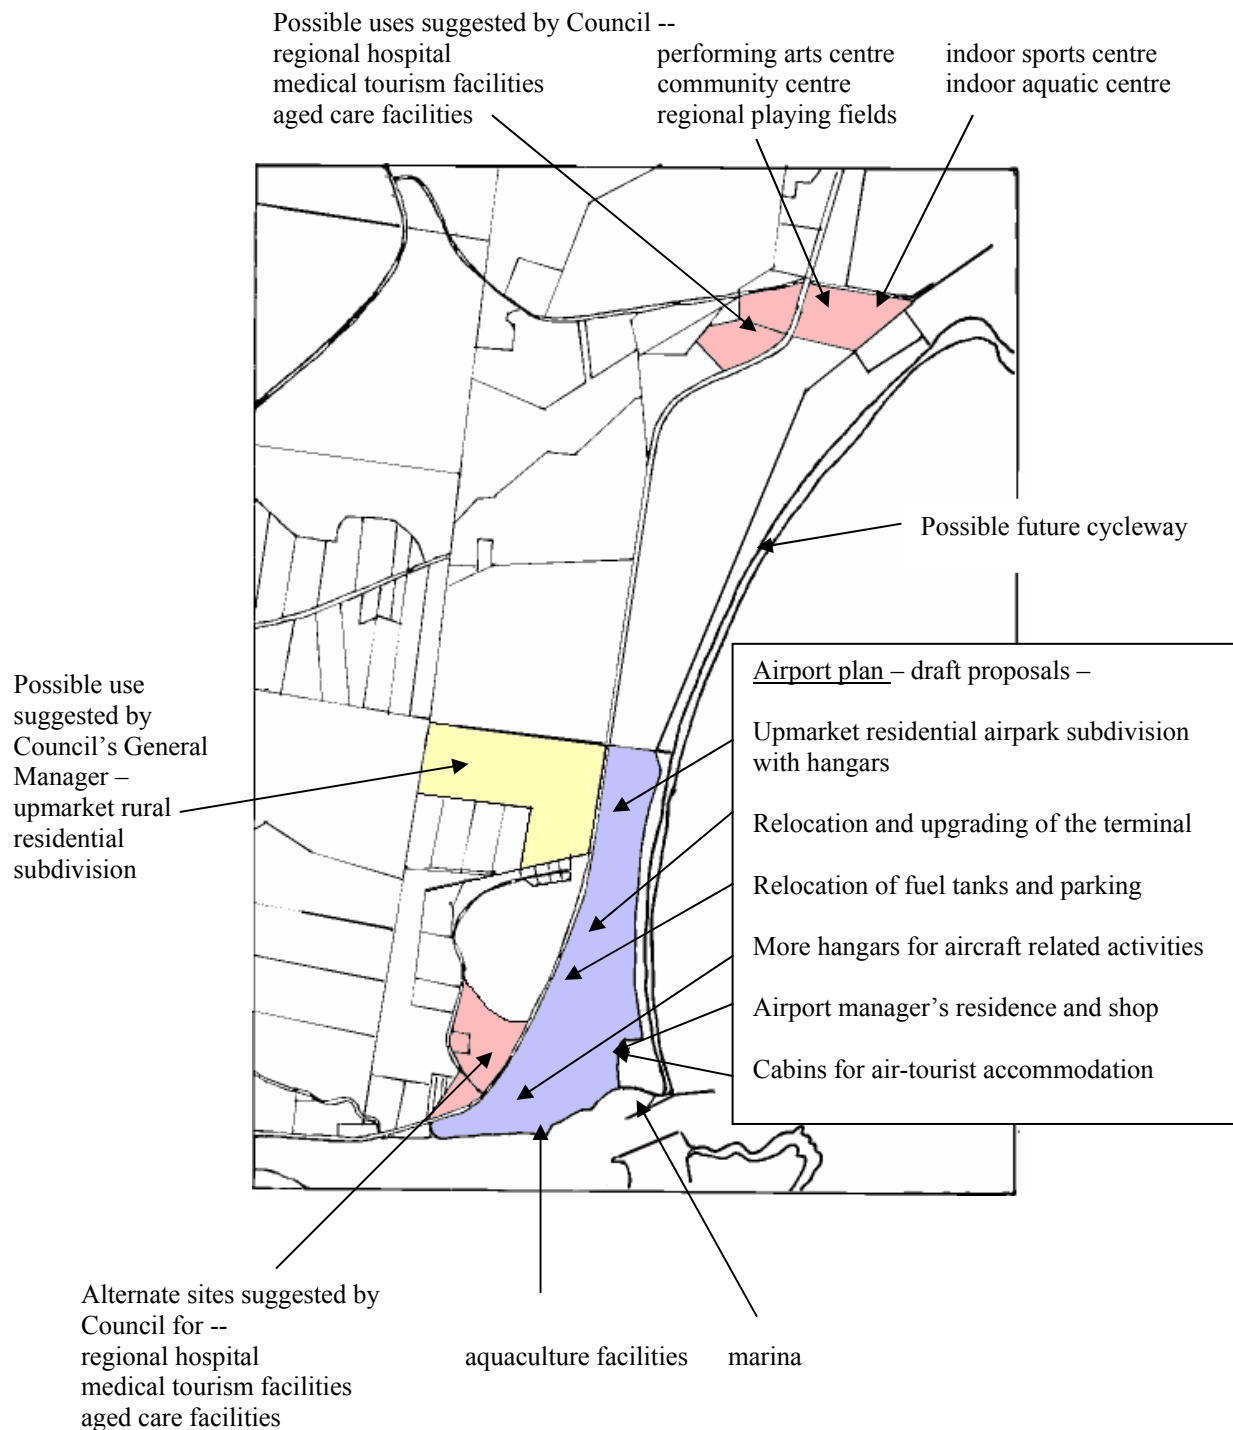 Possible uses suggested by Council --
regional hospital
medical tourism facilities
aged care facilities
performing arts centre
community centre
regional playing fields
indoor sports centre
indoor aquatic centre
Possible future cycleway
Possible use
suggested by
Council’s General
Manager –
upmarket rural
residential
subdivision
Airport plan – draft proposals –
Upmarket residential airpark subdivision
with hangars
Relocation and upgrading of the terminal
Relocation of fuel tanks and parking
More hangars for aircraft related activities
Airport manager’s residence and shop
Cabins for air-tourist accommodation
Alternate sites suggested by
Council for --
regional hospital
medical tourism facilities
aged care facilities
aquaculture facilities
marina